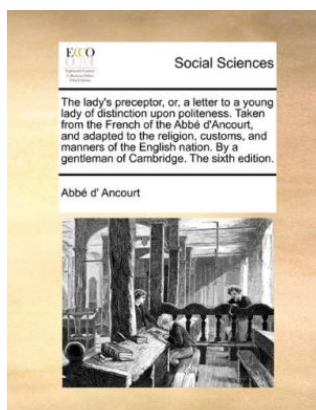 ECCO
Social Sciences
The lady's preceptor, or, a letter to a young
lady of distinction upon politeness. Taken
from the French of the Abbé d'Ancourt,
and adapted to the religion, customs, and
manners of the English nation. By a
gentleman of Cambridge. The sixth edition.
Abbé d' Ancourt